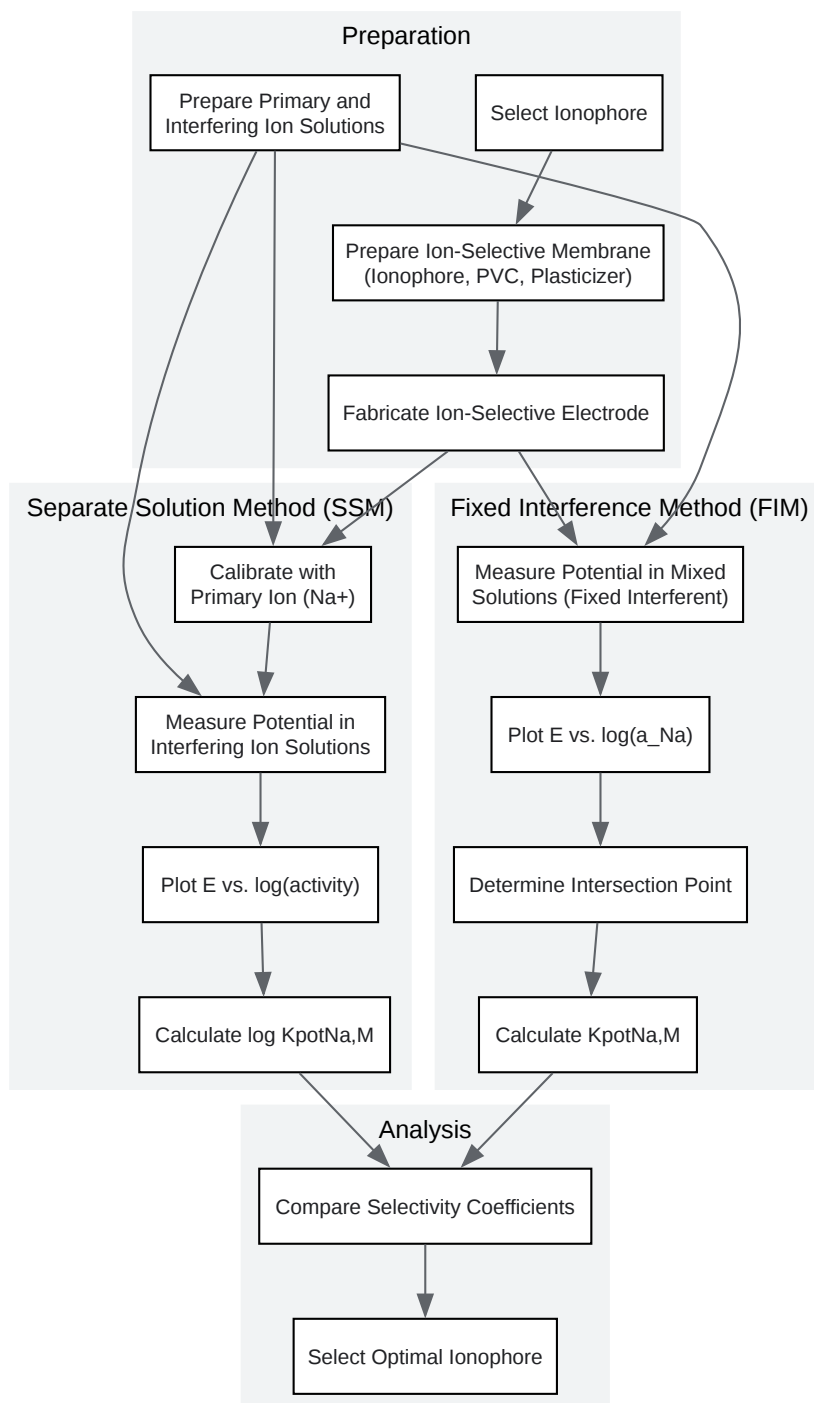 Preparation
Prepare Primary and
Interfering Ion Solutions
Select Ionophore
Prepare Ion-Selective Membrane
(Ionophore, PVC, Plasticizer)
Fabricate Ion-Selective Electrode
Separate Solution Method (SSM)
Calibrate with
Primary Ion (Na+)
Measure Potential in
Interfering Ion Solutions
Plot E vs. log(activity)
Calculate log KpotNa,M
Fixed Interference Method (FIM)
Measure Potential in Mixed
Solutions (Fixed Interferent)
Plot E vs. log(a_Na)
Determine Intersection Point
Calculate KpotNa,M
Analysis
Compare Selectivity Coefficients
Select Optimal Ionophore